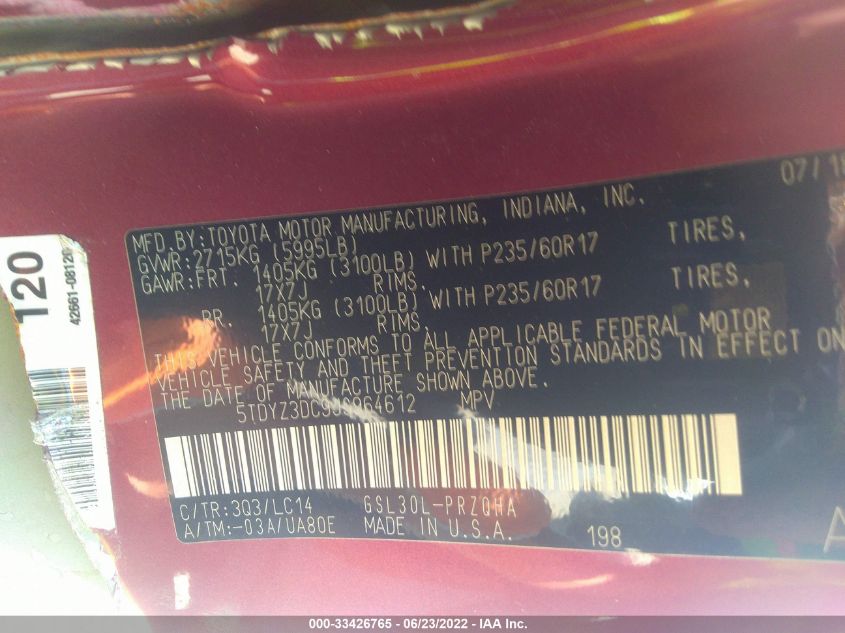 07/1
MFD.BY:TOYOTA MOTOR MANUFACTURING, INDIANA, INC.
GVWR:2715KG (5995LB)
GAWR:FRT. 1405KG (3100LB) WITH P235/60R17 TIRES,
17X7J RIMS,
RR. 1405KG (3100LB) WITH P235/60R17 TIRES,
17X7J RIMS,
THIS VEHICLE CONFORMS TO ALL APPLICABLE FEDERAL MOTOR
VEHICLE SAFETY AND THEFT PREVENTION STANDARDS IN EFFECT ON
THE DATE OF MANUFACTURE SHOWN ABOVE.
MPV
C/TR:3Q3/LC14 GSL30L-PRZQHA
A/TM:-03A/UA80E MADE IN U.S.A. 198
A
120
42661-08120
000-33426765 - 06/23/2022 - IAA Inc.